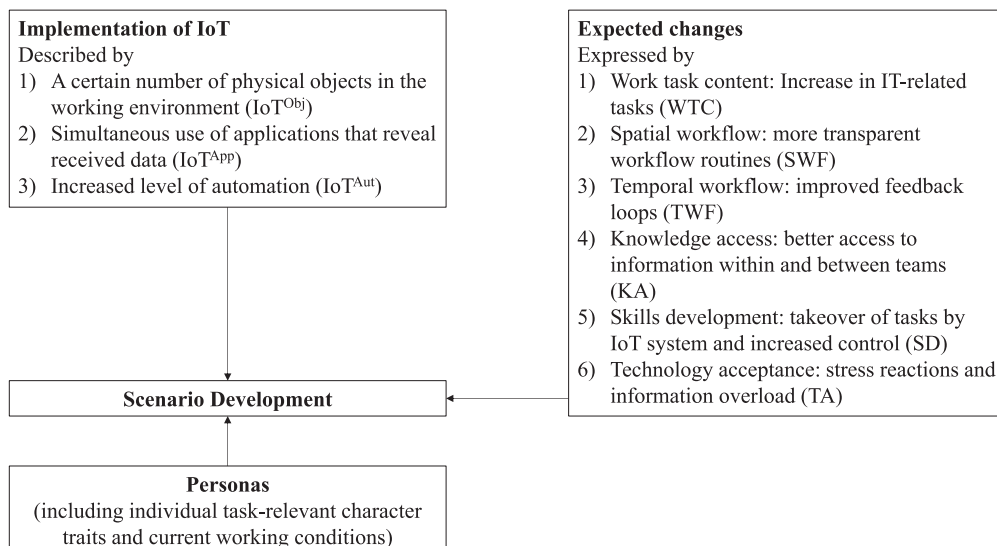 Implementation of IoT
Described by
1) A certain number of physical objects in the
working environment (IoT^Obj)
2) Simultaneous use of applications that reveal
received data (IoT^App)
3) Increased level of automation (IoT^Aut)
Expected changes
Expressed by
1) Work task content: Increase in IT-related
tasks (WTC)
2) Spatial workflow: more transparent
workflow routines (SWF)
3) Temporal workflow: improved feedback
loops (TWF)
4) Knowledge access: better access to
information within and between teams
(KA)
5) Skills development: takeover of tasks by
IoT system and increased control (SD)
6) Technology acceptance: stress reactions and
information overload (TA)
Scenario Development
Personas
(including individual task-relevant character
traits and current working conditions)